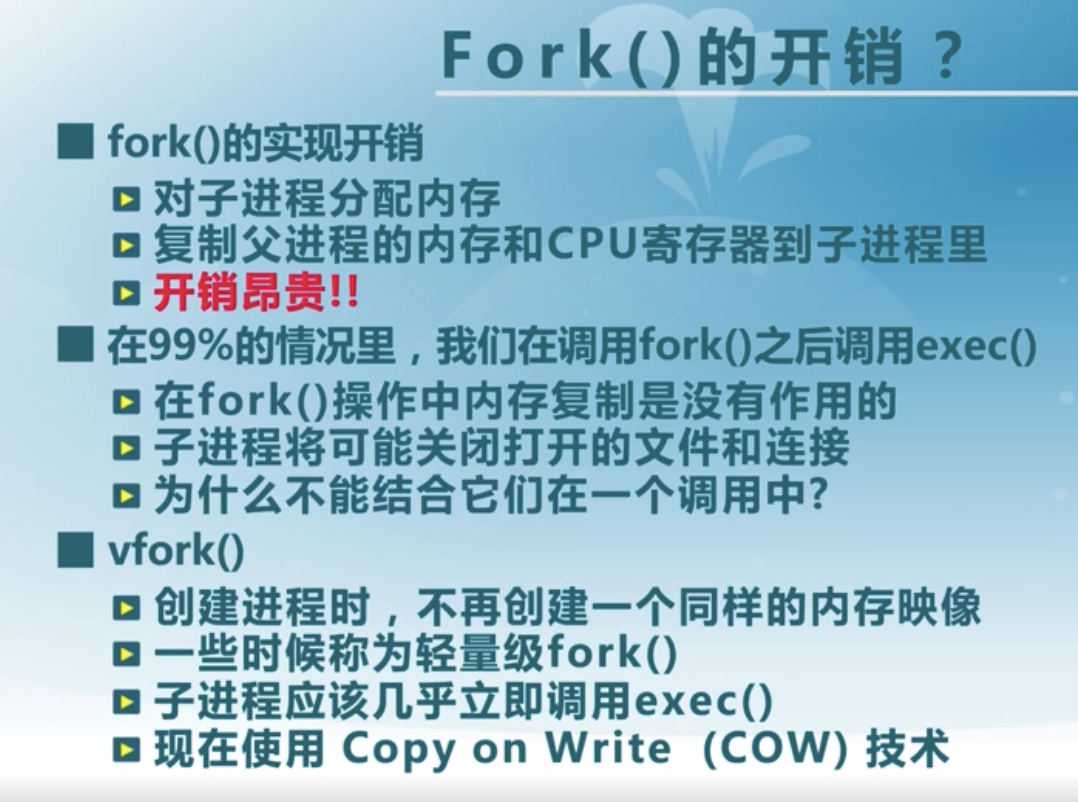 Fork()的开销？
fork()的实现开销
对子进程分配内存
复制父进程的内存和CPU寄存器到子进程里
开销昂贵!!
在99%的情况里，我们在调用fork()之后调用exec()
在fork()操作中内存复制是没有作用的
子进程将可能关闭打开的文件和连接
为什么不能结合它们在一个调用中?
vfork()
创建进程时，不再创建一个同样的内存映像
一些时候称为轻量级fork()
子进程应该几乎立即调用exec()
现在使用 Copy on Write (COW) 技术